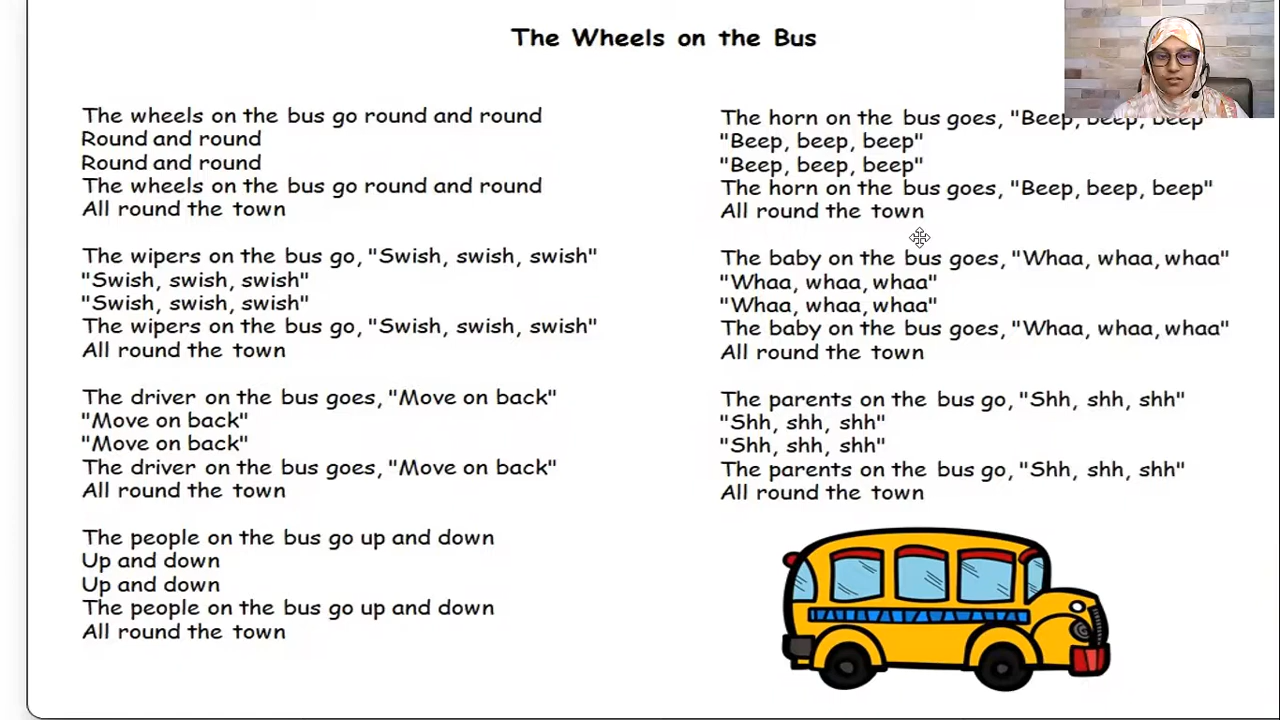 The Wheels on the Bus
The wheels on the bus go round and round
Round and round
Round and round
The wheels on the bus go round and round
All round the town
The wipers on the bus go, "Swish, swish, swish"
"Swish, swish, swish"
"Swish, swish, swish"
The wipers on the bus go, "Swish, swish, swish"
All round the town
The driver on the bus goes, "Move on back"
"Move on back"
"Move on back"
The driver on the bus goes, "Move on back"
All round the town
The people on the bus go up and down
Up and down
Up and down
The people on the bus go up and down
All round the town
The horn on the bus goes, "Beep, beep, beep
"Beep, beep, beep"
"Beep, beep, beep"
The horn on the bus goes, "Beep, beep, beep"
All round the town
The baby on the bus goes, "Whaa, whaa, whaa"
"Whaa, whaa, whaa"
"Whaa, whaa, whaa"
The baby on the bus goes, "Whaa, whaa, whaa"
All round the town
The parents on the bus go, "Shh, shh, shh"
"Shh, shh, shh"
"Shh, shh, shh"
The parents on the bus go, "Shh, shh, shh"
All round the town